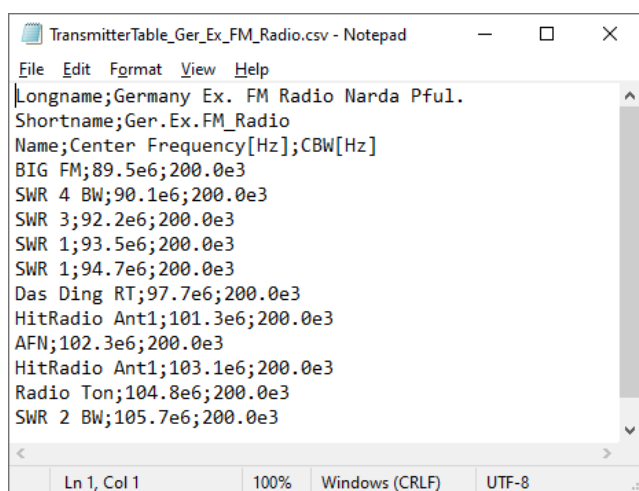 TransmitterTable_Ger_Ex_FM_Radio.csv - Notepad
File Edit Format View Help
Longname;Germany Ex. FM Radio Narda Pful.
Shortname;Ger.Ex.FM_Radio
Name;Center Frequency[Hz];CBW[Hz]
BIG FM;89.5e6;200.0e3
SWR 4 BW;90.1e6;200.0e3
SWR 3;92.2e6;200.0e3
SWR 1;93.5e6;200.0e3
SWR 1;94.7e6;200.0e3
Das Ding RT;97.7e6;200.0e3
HitRadio Ant1;101.3e6;200.0e3
AFN;102.3e6;200.0e3
HitRadio Ant1;103.1e6;200.0e3
Radio Ton;104.8e6;200.0e3
SWR 2 BW;105.7e6;200.0e3
Ln 1, Col 1 100% Windows (CRLF) UTF-8